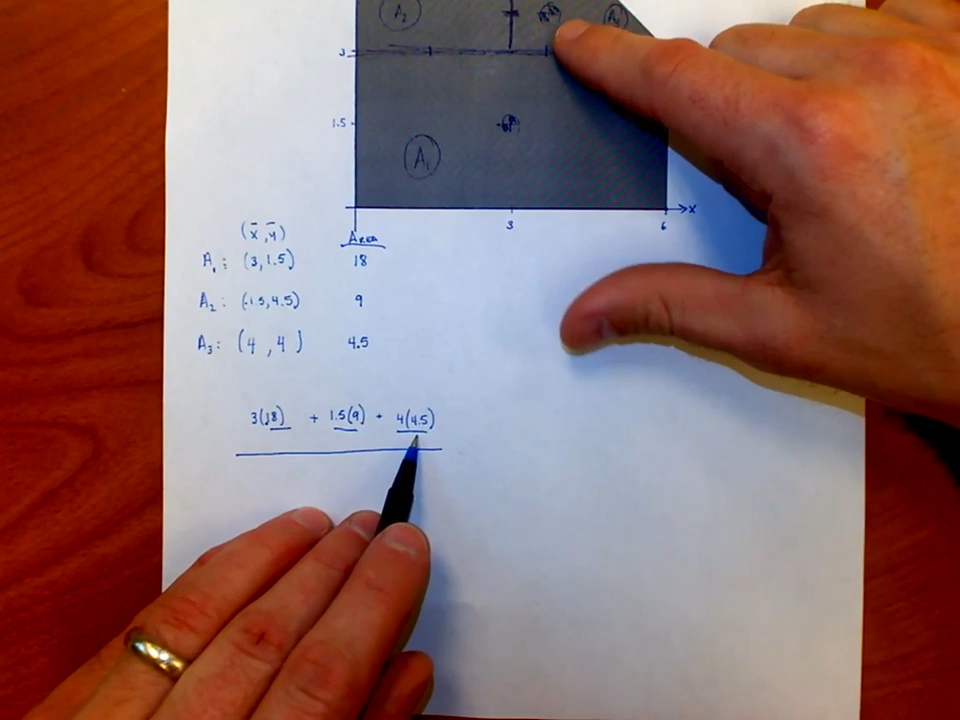 A₂ A₃
3
1.5
A₁
x
3 6
(x̄, ȳ) AREA
A₁: (3, 1.5) 18
A₂: (1.5, 4.5) 9
A₃: (4, 4) 4.5
3(18) + 1.5(9) + 4(4.5)